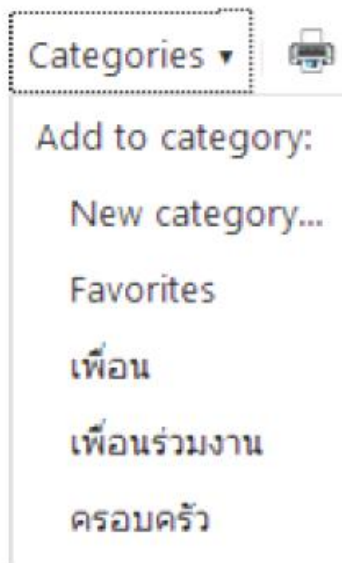 Categories ▾
Add to category:
New category...
Favorites
เพื่อน
เพื่อนร่วมงาน
ครอบครัว